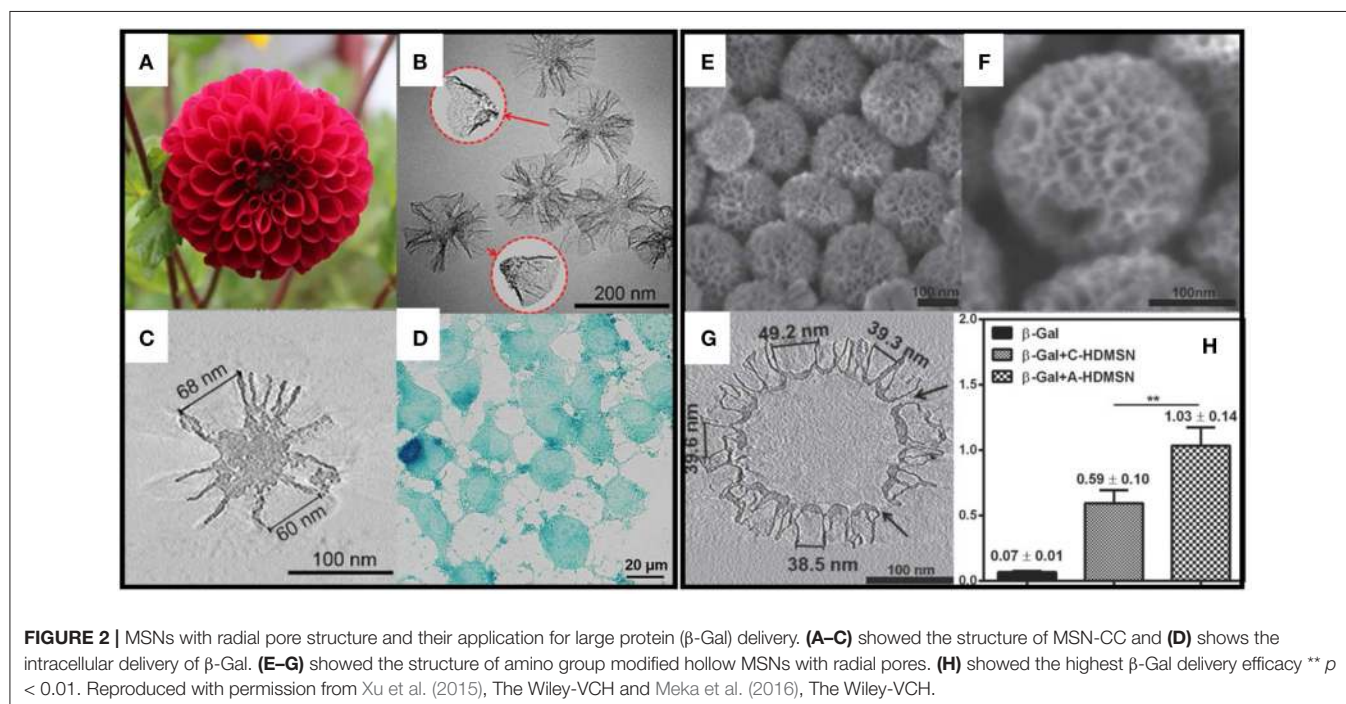 A
B
200 nm
C
68 nm
60 nm
100 nm
D
20 µm
E
100 nm
F
100nm
G
49.2 nm
39.3 nm
39.6 nm
38.5 nm
100 nm
H
β-Gal
β-Gal+C-HDMSN
β-Gal+A-HDMSN
**
2.0
1.5
1.0
0.5
0.0
0.07 ± 0.01
0.59 ± 0.10
1.03 ± 0.14
FIGURE 2 | MSNs with radial pore structure and their application for large protein (β-Gal) delivery. (A–C) showed the structure of MSN-CC and (D) shows the
intracellular delivery of β-Gal. (E–G) showed the structure of amino group modified hollow MSNs with radial pores. (H) showed the highest β-Gal delivery efficacy ** p
< 0.01. Reproduced with permission from Xu et al. (2015), The Wiley-VCH and Meka et al. (2016), The Wiley-VCH.